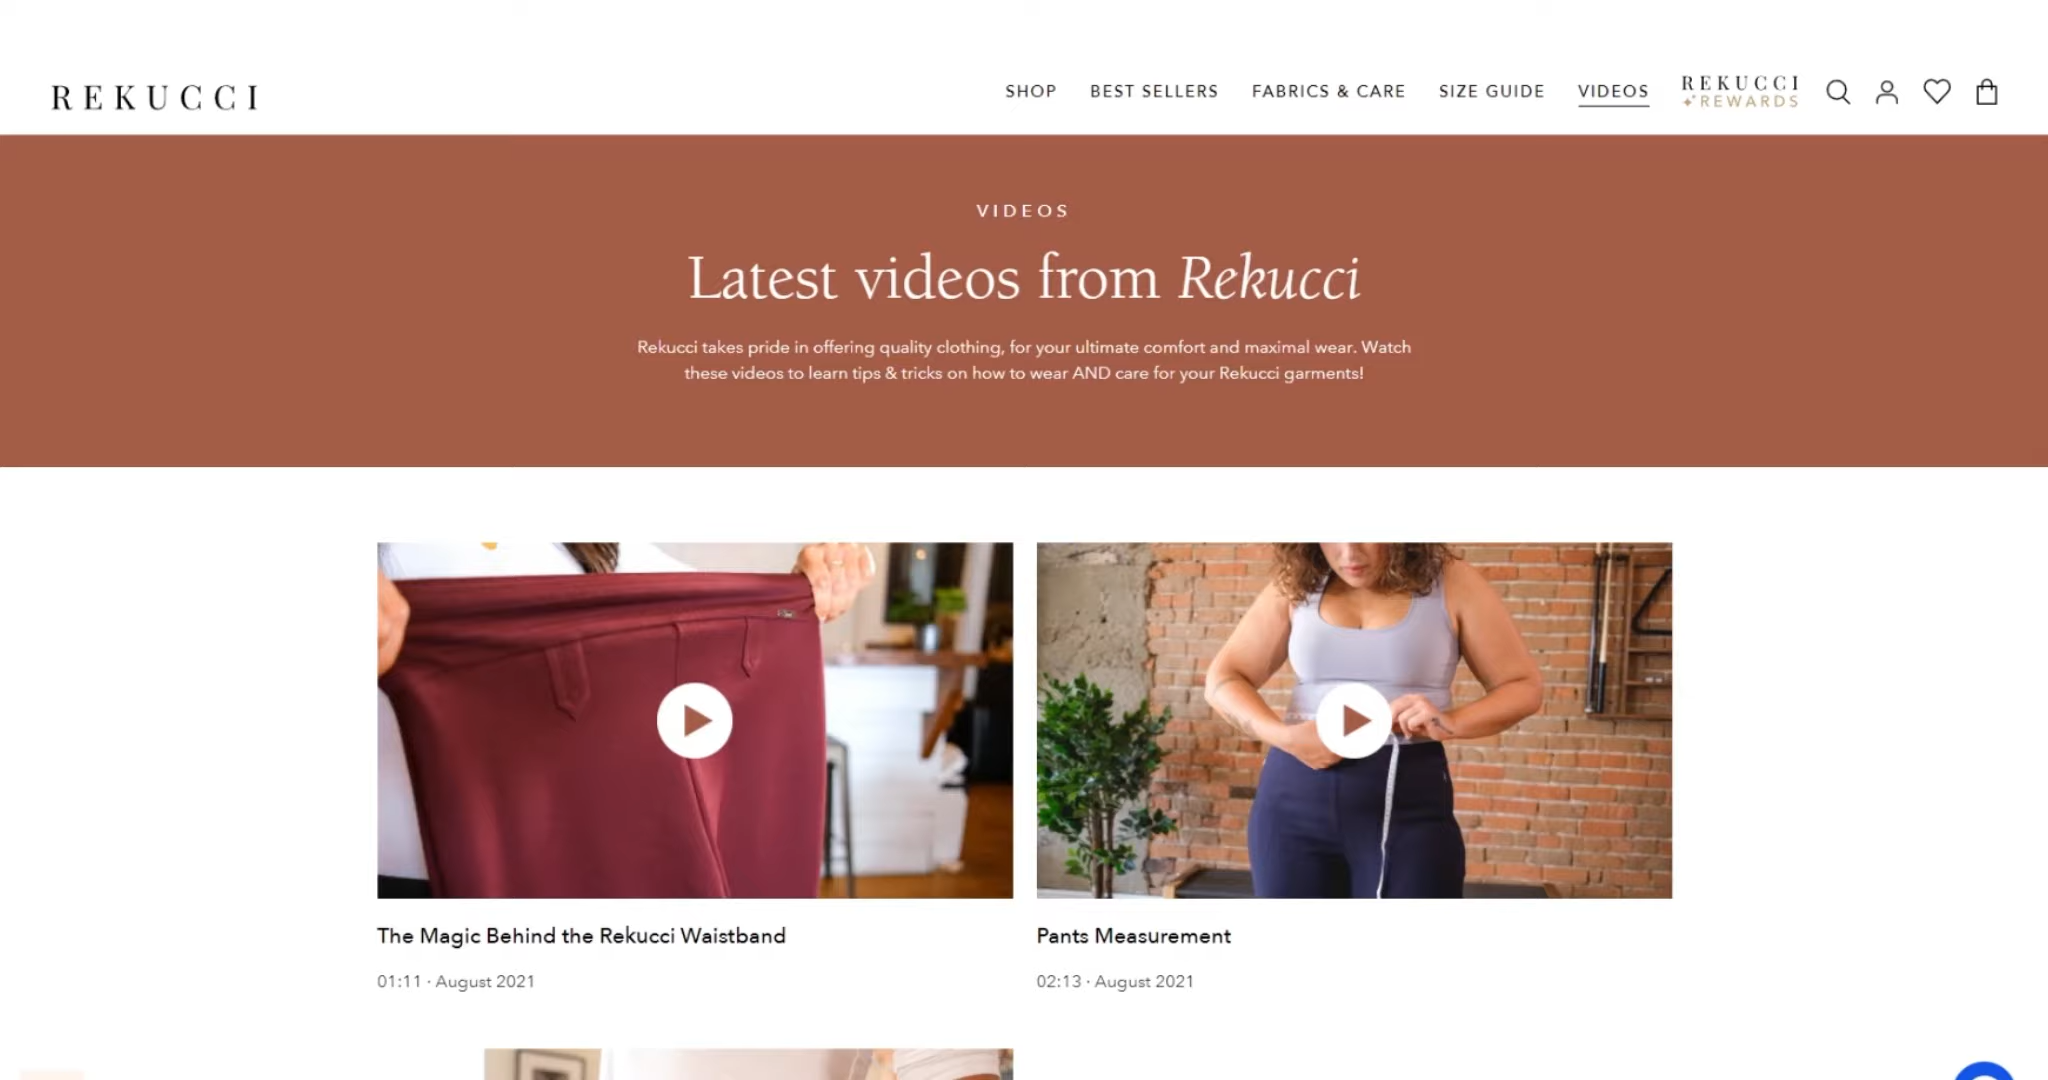 REKUCCI
SHOP
BEST SELLERS
FABRICS & CARE
SIZE GUIDE
VIDEOS
REKUCCI
REWARDS
VIDEOS
Latest videos from Rekucci
Rekucci takes pride in offering quality clothing, for your ultimate comfort and maximal wear. Watch
these videos to learn tips & tricks on how to wear AND care for your Rekucci garments!
The Magic Behind the Rekucci Waistband
01:11 · August 2021
Pants Measurement
02:13 · August 2021